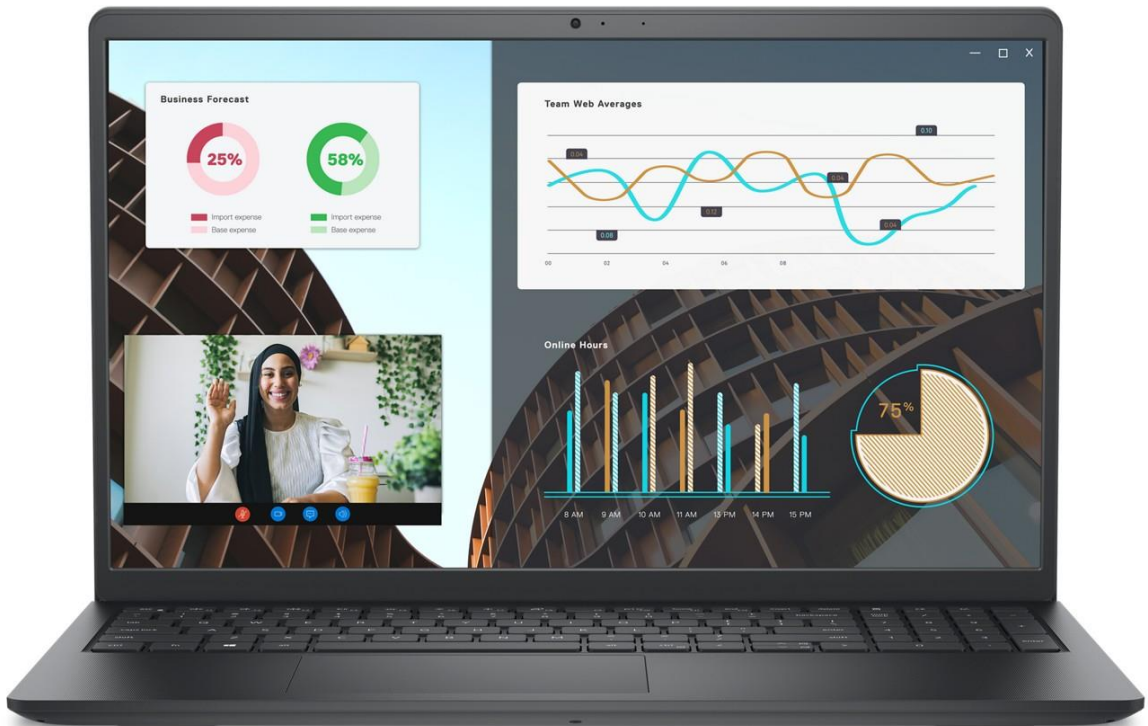 Business Forecast
25%
58%
Import expense
Base expense
Import expense
Base expense
Team Web Averages
0.10
0.04
0.04
0.12
0.04
0.08
00 02 04 06 08
Online Hours
75%
8 AM 9 AM 10 AM 11 AM 13 PM 14 PM 15 PM